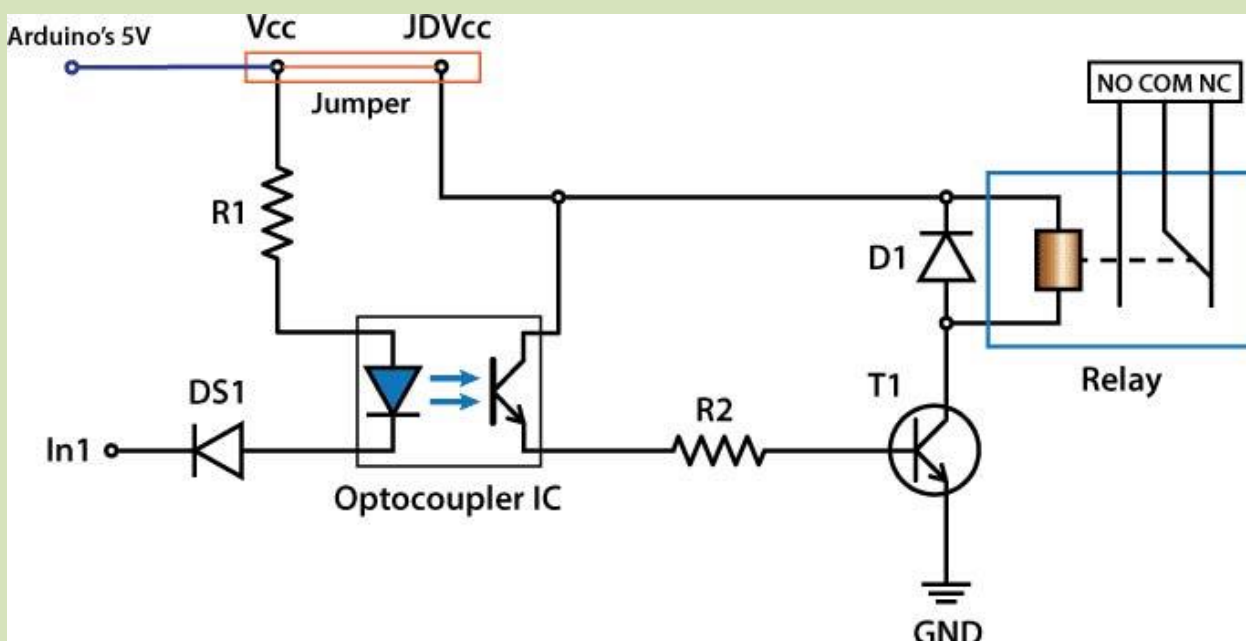 Arduino's 5V
Vcc
JDVcc
Jumper
NO COM NC
R1
D1
Relay
DS1
T1
R2
In1
Optocoupler IC
GND